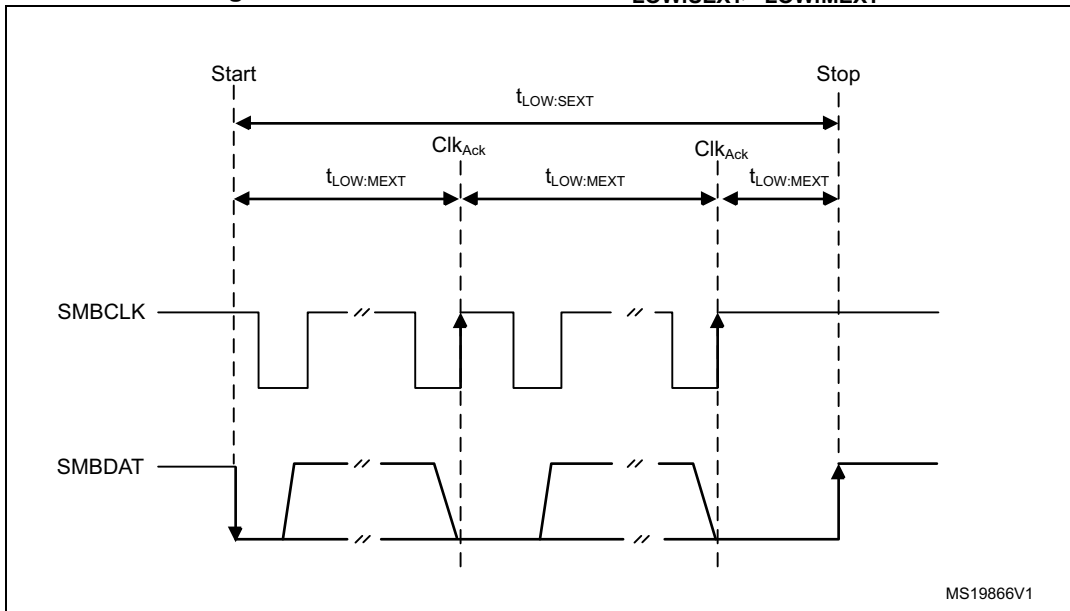 Start
Stop
tLOW:SEXT
ClkAck
ClkAck
tLOW:MEXT
tLOW:MEXT
tLOW:MEXT
SMBCLK
SMBDAT
MS19866V1